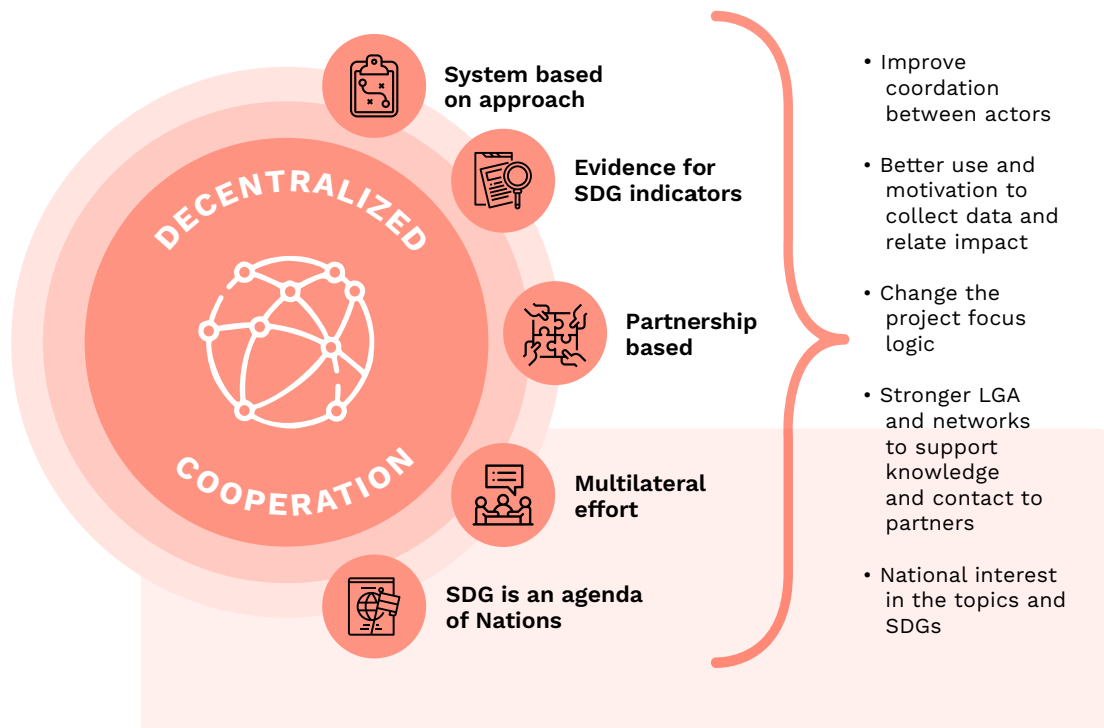 DECENTRALIZED
COOPERATION
System based
on approach
Evidence for
SDG indicators
Partnership
based
Multilateral
effort
SDG is an agenda
of Nations
• Improve
coordation
between actors
• Better use and
motivation to
collect data and
relate impact
• Change the
project focus
logic
• Stronger LGA
and networks
to support
knowledge
and contact to
partners
• National interest
in the topics and
SDGs